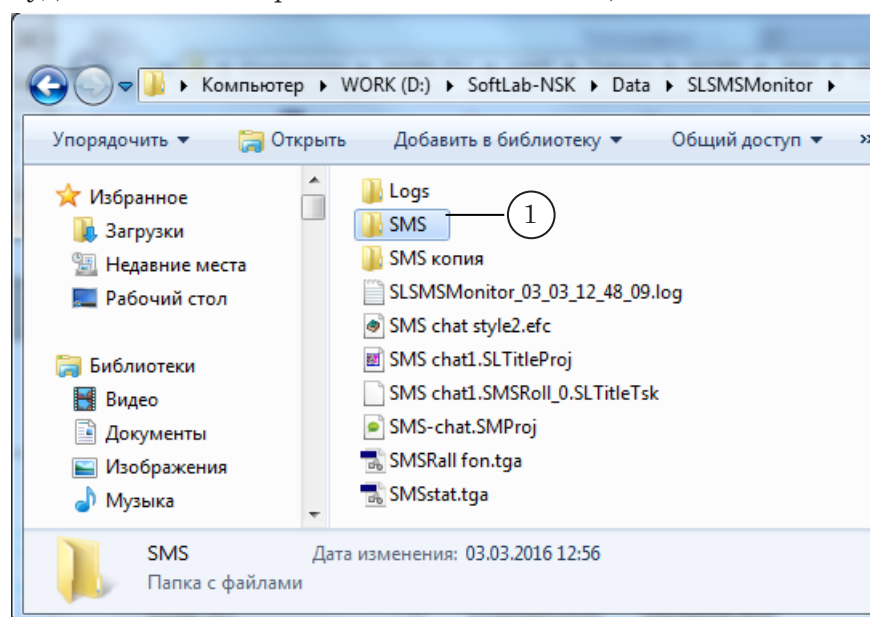 Компьютер ▸ WORK (D:) ▸ SoftLab-NSK ▸ Data ▸ SLSMSMonitor ▸
Упорядочить ▼ Открыть Добавить в библиотеку ▼ Общий доступ ▼ »
Избранное
Загрузки
Недавние места
Рабочий стол
Библиотеки
Видео
Документы
Изображения
Музыка
Logs
SMS 1
SMS копия
SLSMSMonitor_03_03_12_48_09.log
SMS chat style2.efc
SMS chat1.SLTitleProj
SMS chat1.SMSRoll_0.SLTitleTsk
SMS-chat.SMProj
SMSRall fon.tga
SMSstat.tga
SMS Дата изменения: 03.03.2016 12:56
Папка с файлами